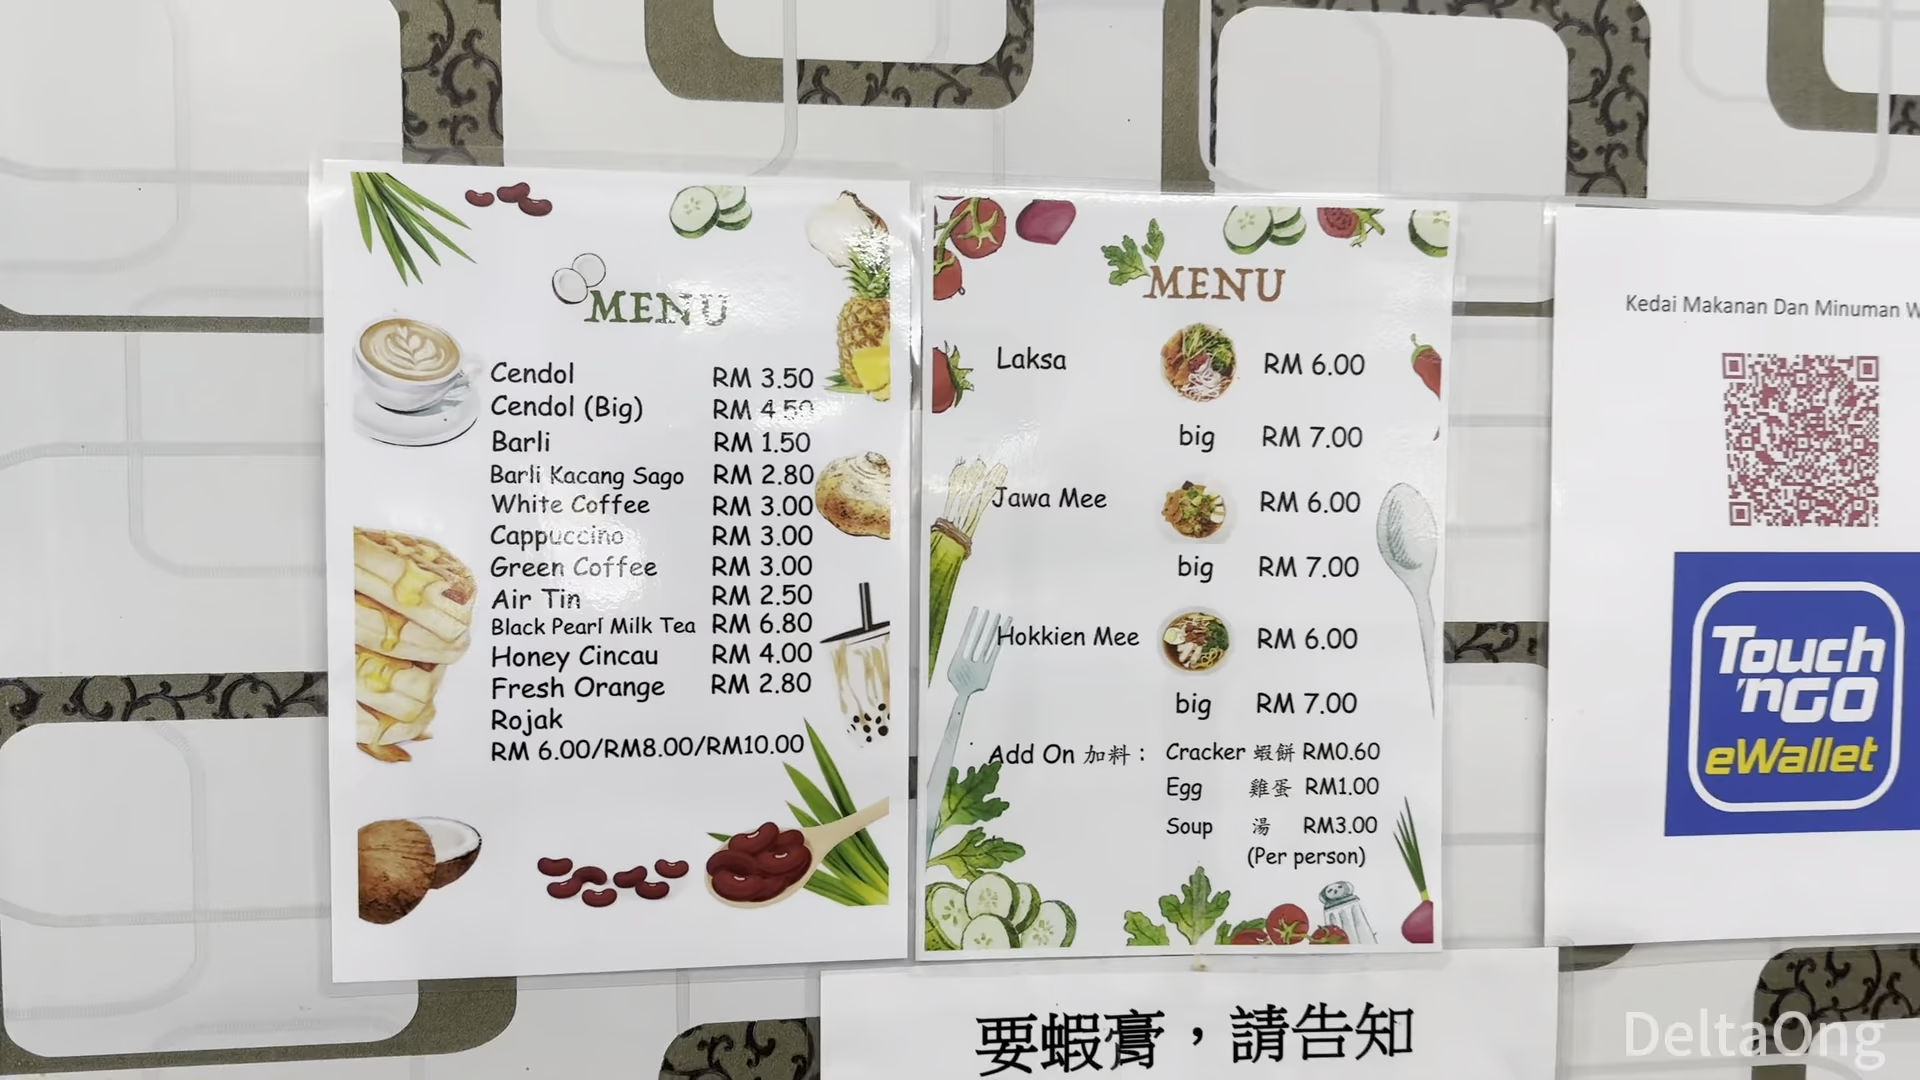 MENU
Cendol RM 3.50
Cendol (Big) RM 4.50
Barli RM 1.50
Barli Kacang Sago RM 2.80
White Coffee RM 3.00
Cappuccino RM 3.00
Green Coffee RM 3.00
Air Tin RM 2.50
Black Pearl Milk Tea RM 6.80
Honey Cincau RM 4.00
Fresh Orange RM 2.80
Rojak
RM 6.00/RM8.00/RM10.00
MENU
Laksa RM 6.00
big RM 7.00
Jawa Mee RM 6.00
big RM 7.00
Hokkien Mee RM 6.00
big RM 7.00
Add On 加料 : Cracker 蝦餅 RM0.60
Egg 雞蛋 RM1.00
Soup 湯 RM3.00
(Per person)
Kedai Makanan Dan Minuman W
Touch
'nGO
eWallet
要蝦膏，請告知
DeltaOng